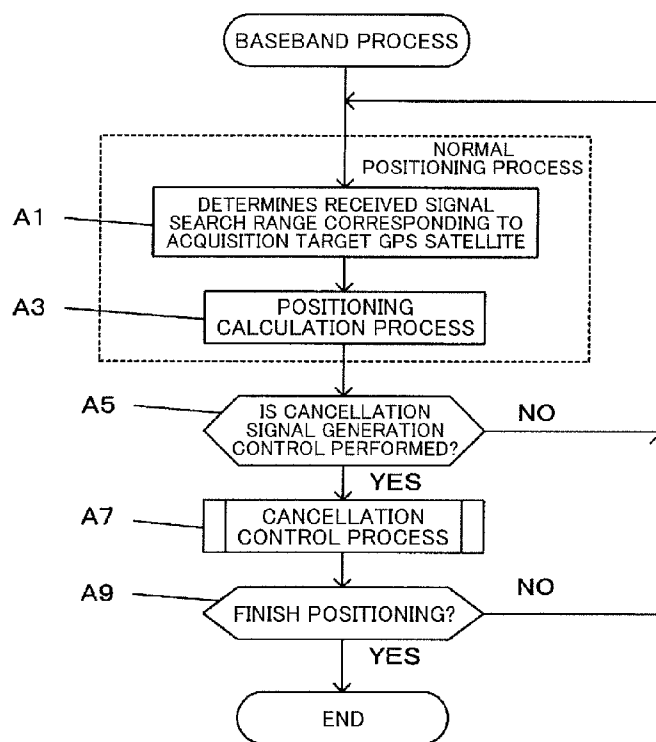 BASEBAND PROCESS
NORMAL
POSITIONING PROCESS
A1
DETERMINES RECEIVED SIGNAL
SEARCH RANGE CORRESPONDING TO
ACQUISITION TARGET GPS SATELLITE
A3
POSITIONING
CALCULATION PROCESS
A5
IS CANCELLATION
SIGNAL GENERATION
CONTROL PERFORMED?
NO
YES
A7
CANCELLATION
CONTROL PROCESS
A9
FINISH POSITIONING?
NO
YES
END